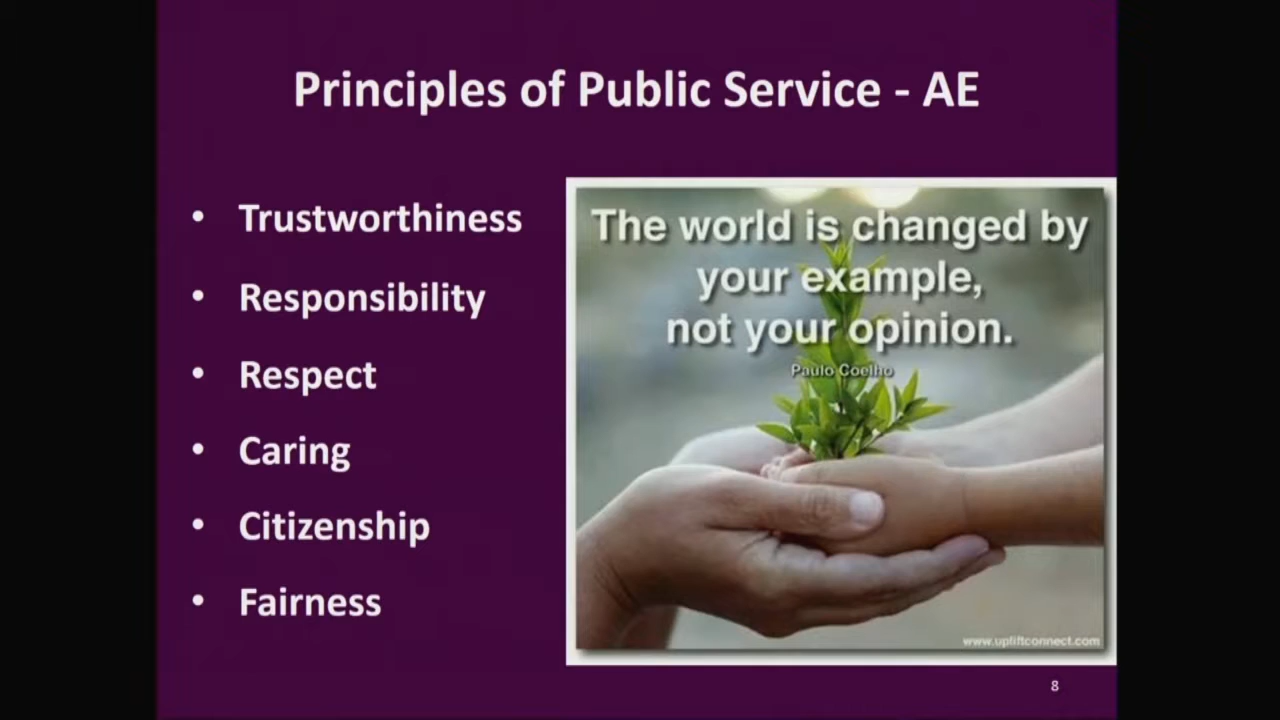 Principles of Public Service - AE
• Trustworthiness
• Responsibility
• Respect
• Caring
• Citizenship
• Fairness
The world is changed by
your example,
not your opinion.
Paulo Coelho
www.upliftconnect.com
8